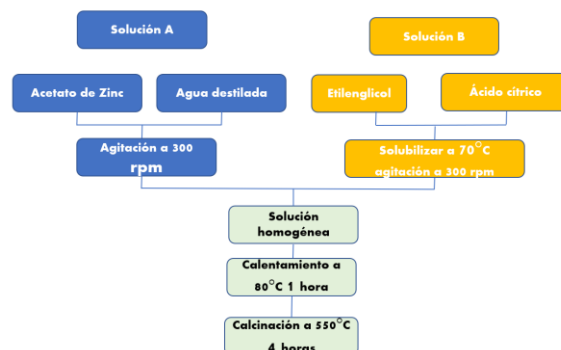 Solución A
Solución B
Acetato de Zinc
Agua destilada
Etilenglicol
Ácido cítrico
Agitación a 300
rpm
Solubilizar a 70°C
agitación a 300 rpm
Solución
homogénea
Calentamiento a
80°C 1 hora
Calcinación a 550°C
4 horas